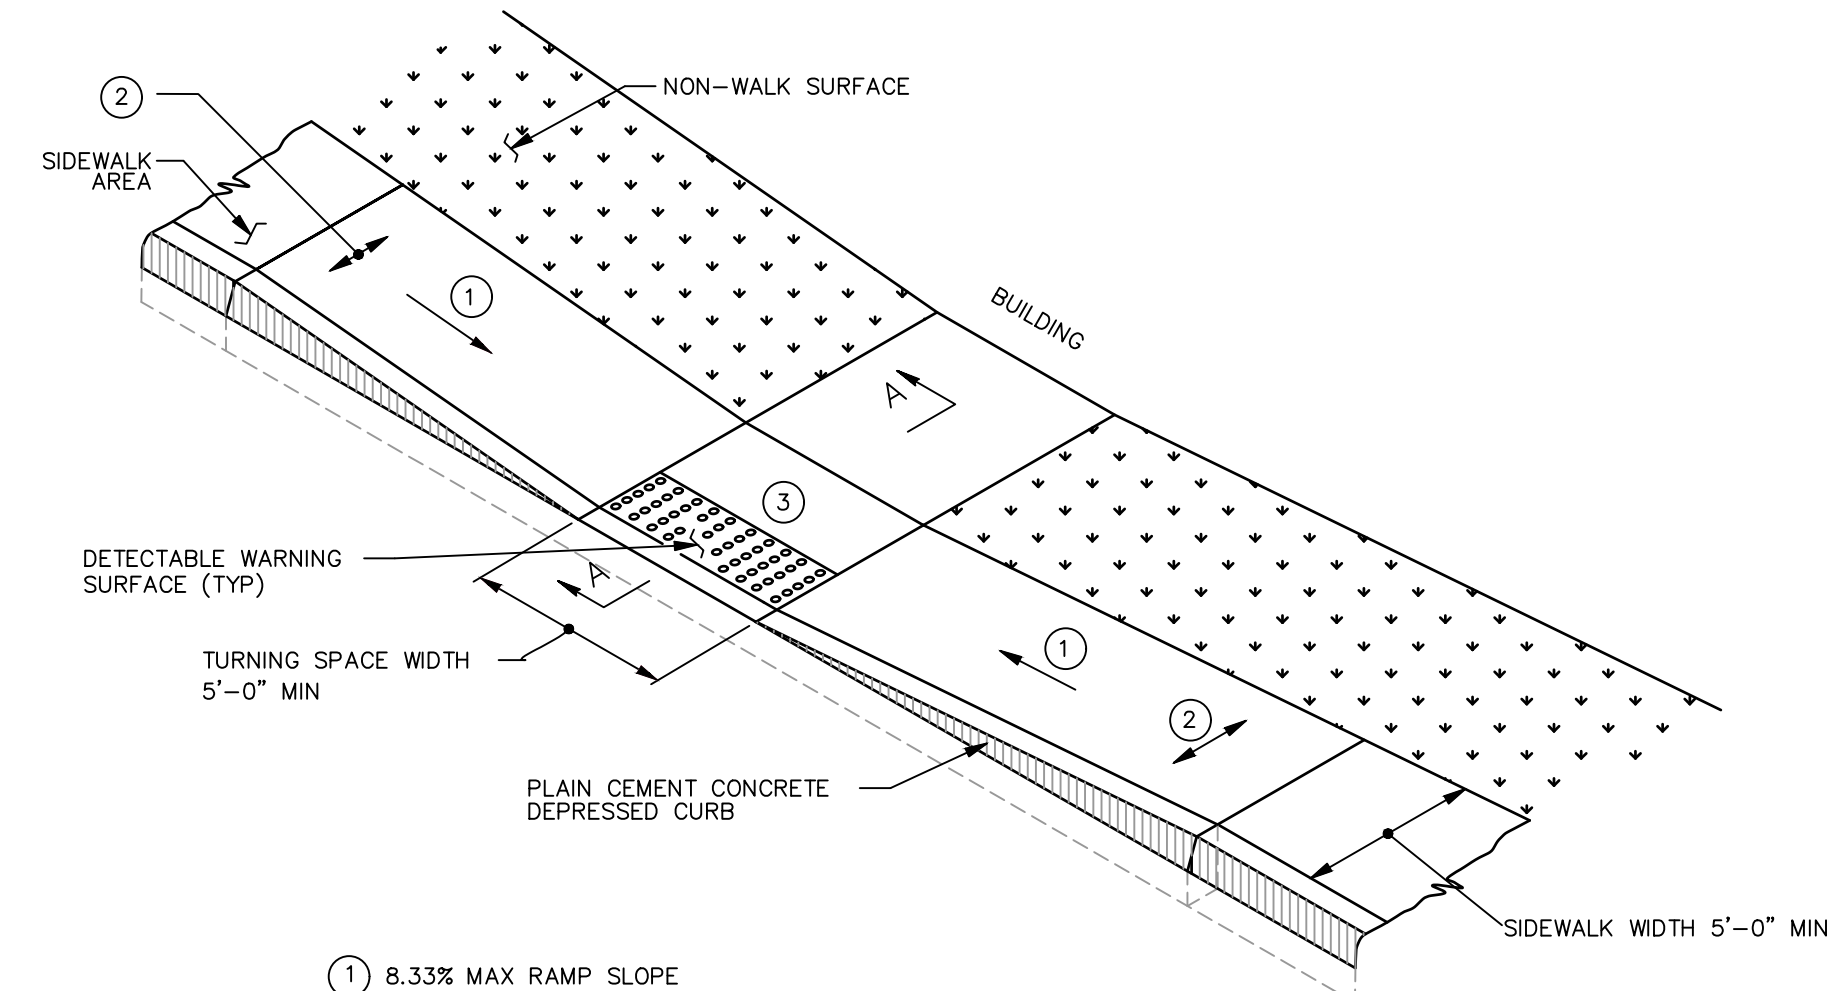 NON-WALK SURFACE
2
SIDEWALK
AREA
1
BUILDING
A
3
DETECTABLE WARNING
SURFACE (TYP)
A
TURNING SPACE WIDTH
5'-0" MIN
1
2
PLAIN CEMENT CONCRETE
DEPRESSED CURB
SIDEWALK WIDTH 5'-0" MIN
1 8.33% MAX RAMP SLOPE